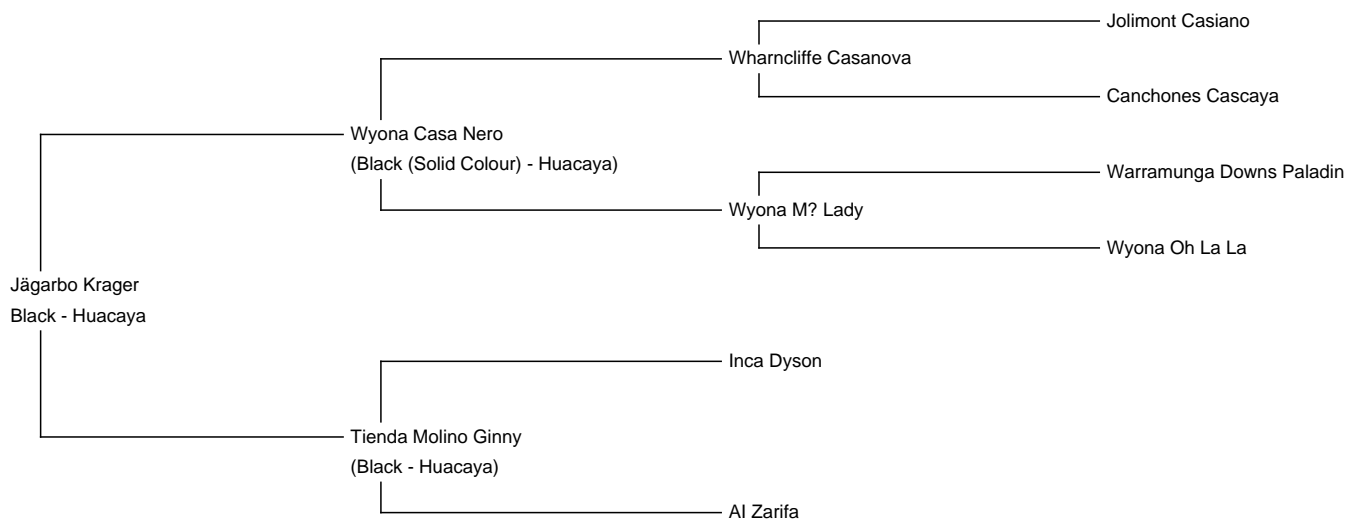 Jolimont Casiano
Wharncliffe Casanova
Canchones Cascaya
Wyona Casa Nero
(Black (Solid Colour) - Huacaya)
Warramunga Downs Paladin
Wyona M? Lady
Wyona Oh La La
Jägarbo Krager
Black - Huacaya
Inca Dyson
Tienda Molino Ginny
(Black - Huacaya)
AI Zarifa